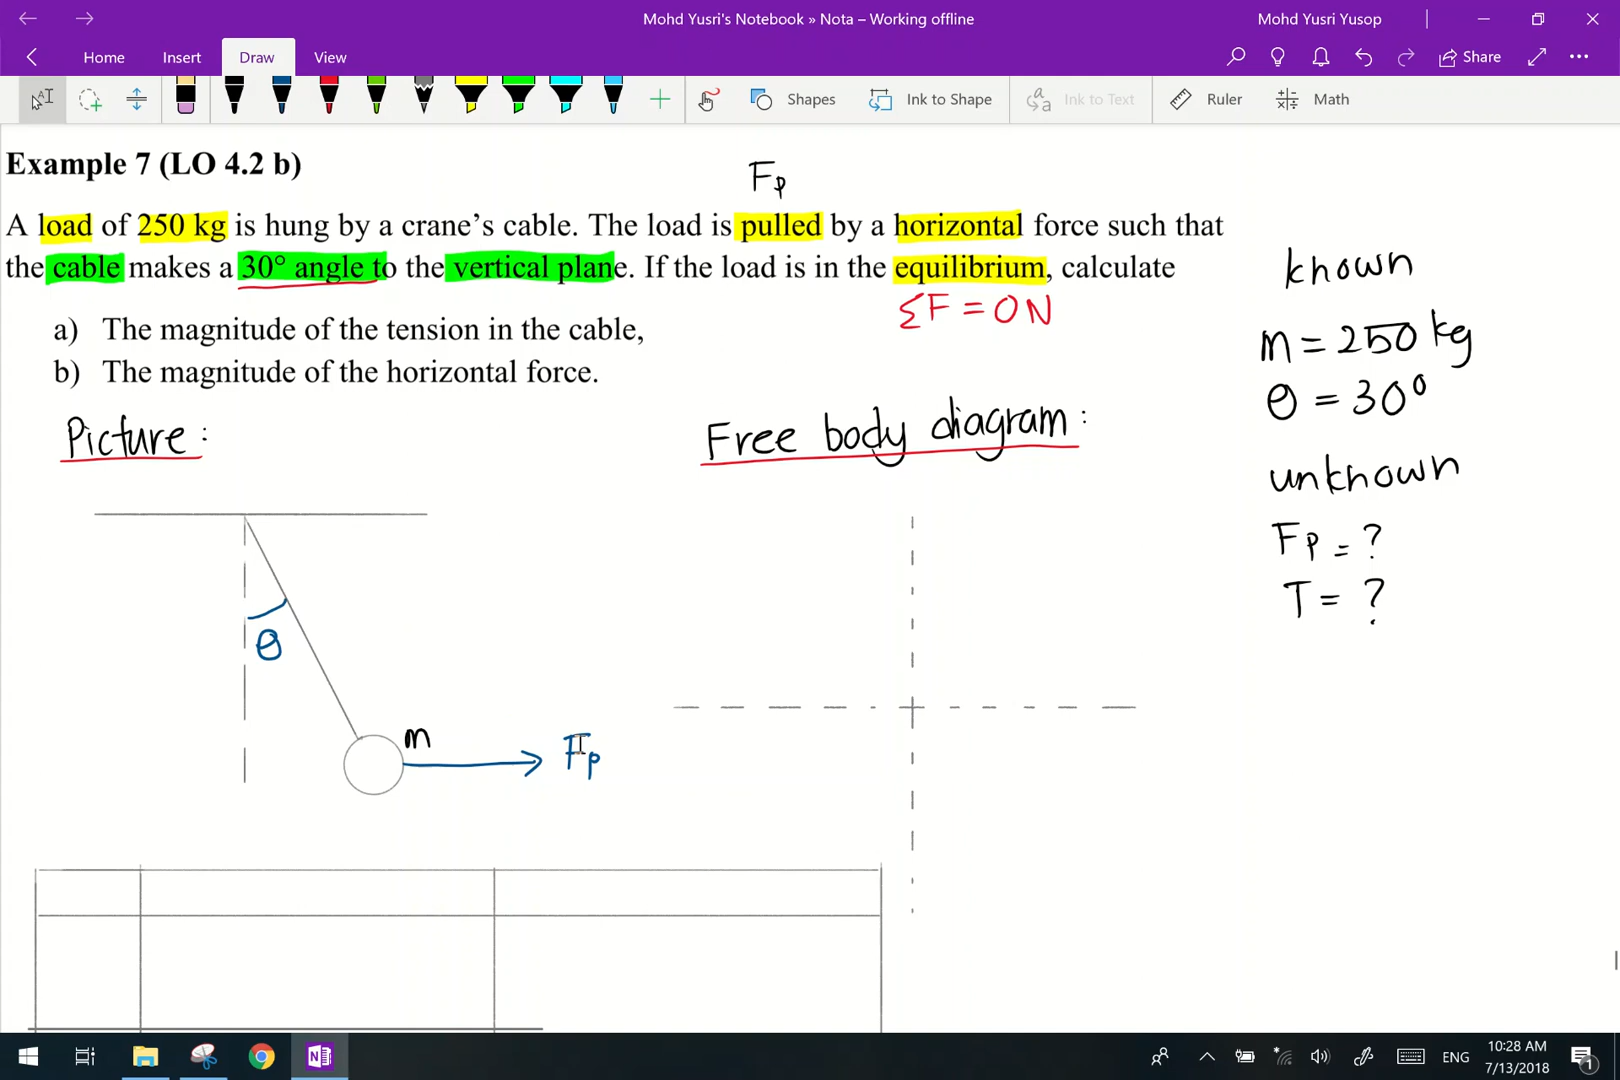 Mohd Yusri's Notebook » Nota – Working offline
Mohd Yusri Yusop
Home Insert Draw View
Share
Shapes Ink to Shape Ink to Text Ruler Math
Example 7 (LO 4.2 b)
Fp
A load of 250 kg is hung by a crane's cable. The load is pulled by a horizontal force such that
the cable makes a 30° angle to the vertical plane. If the load is in the equilibrium, calculate
ΣF = 0 N
a) The magnitude of the tension in the cable,
b) The magnitude of the horizontal force.
known
m = 250 kg
θ = 30°
unknown
Fp = ?
T = ?
Picture:
Free body diagram:
θ
m
Fp
ENG
10:28 AM
7/13/2018
1